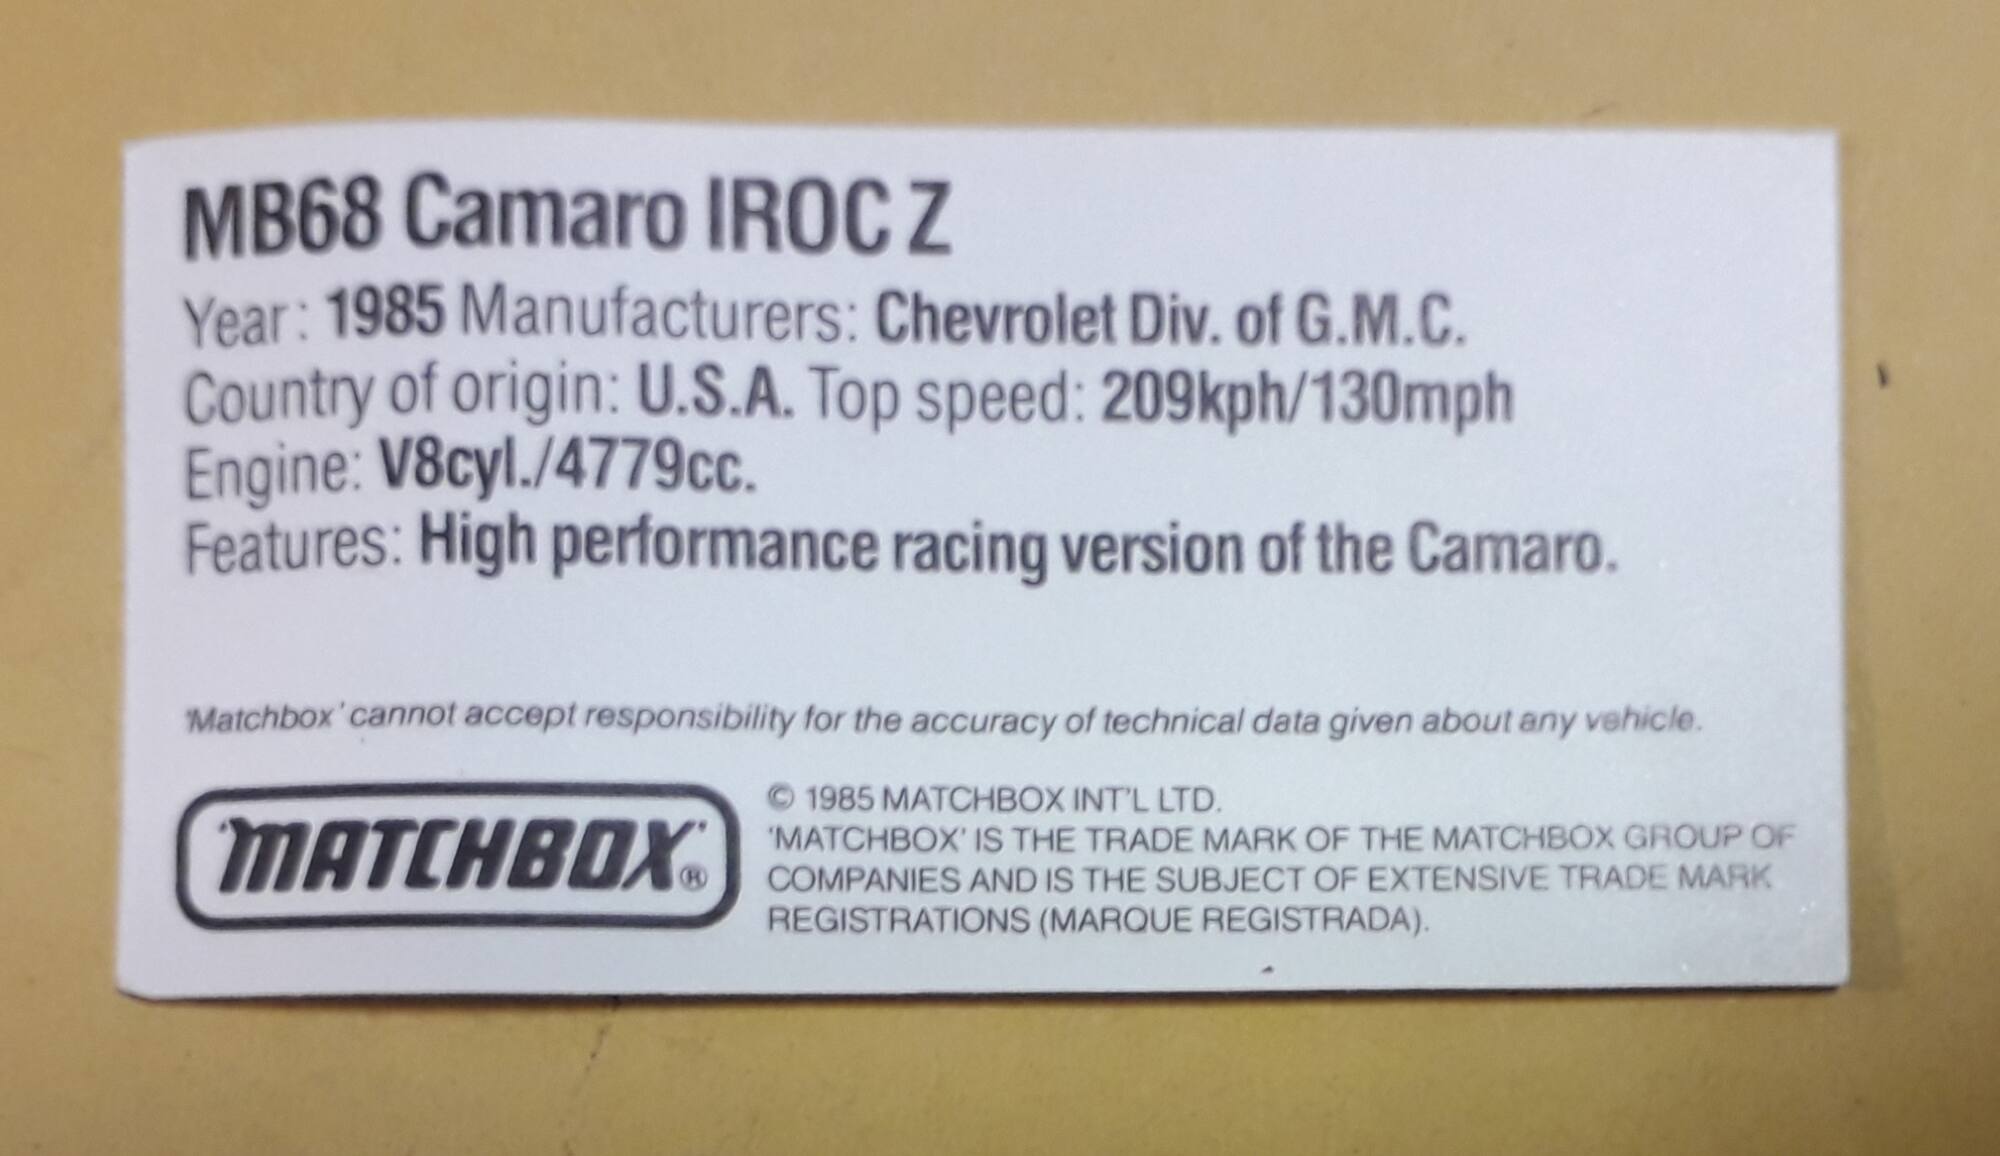 MB68 Camaro IROC Z
Year: 1985 Manufacturers: Chevrolet Div. of G.M.C.
Country of origin: U.S.A. Top speed: 209kph/130mph
Engine: V8cyl./4779cc.
Features: High performance racing version of the Camaro.
'Matchbox' cannot accept responsibility for the accuracy of technical data given about any vehicle.
'MATCHBOX'®
© 1985 MATCHBOX INT'L LTD.
'MATCHBOX' IS THE TRADE MARK OF THE MATCHBOX GROUP OF
COMPANIES AND IS THE SUBJECT OF EXTENSIVE TRADE MARK
REGISTRATIONS (MARQUE REGISTRADA).